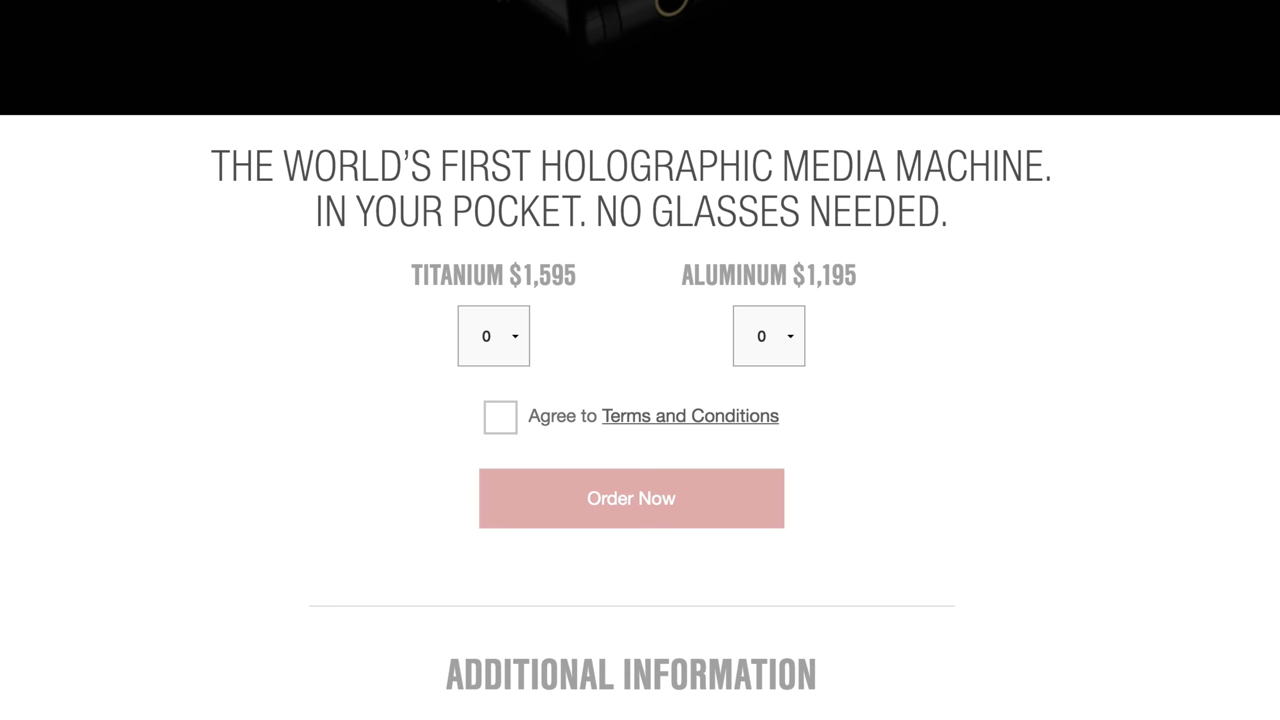 THE WORLD'S FIRST HOLOGRAPHIC MEDIA MACHINE.
IN YOUR POCKET. NO GLASSES NEEDED.
TITANIUM $1,595 ALUMINUM $1,195
0 0
Agree to Terms and Conditions
Order Now
ADDITIONAL INFORMATION